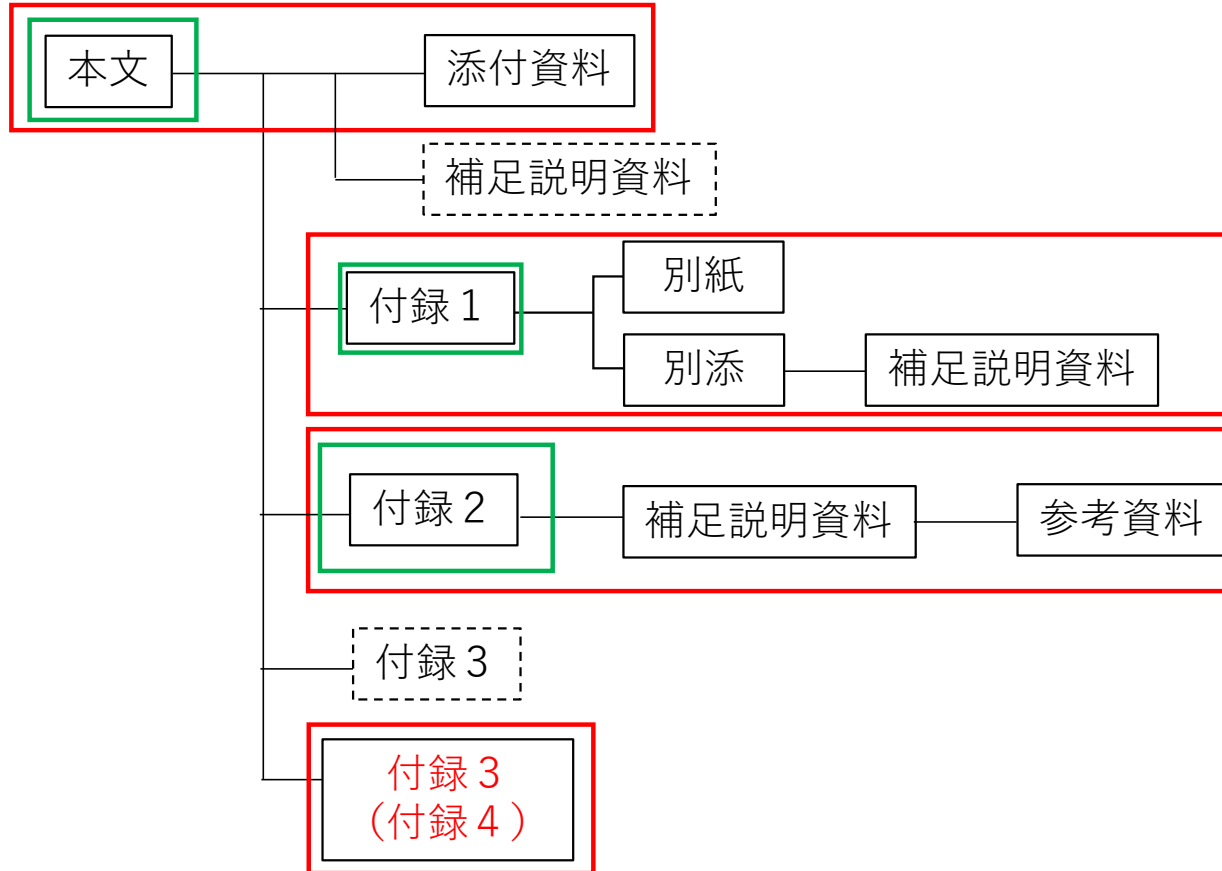 本文
添付資料
補足説明資料
付録１
別紙
別添
補足説明資料
付録２
補足説明資料
参考資料
付録３
付録３
（付録４）